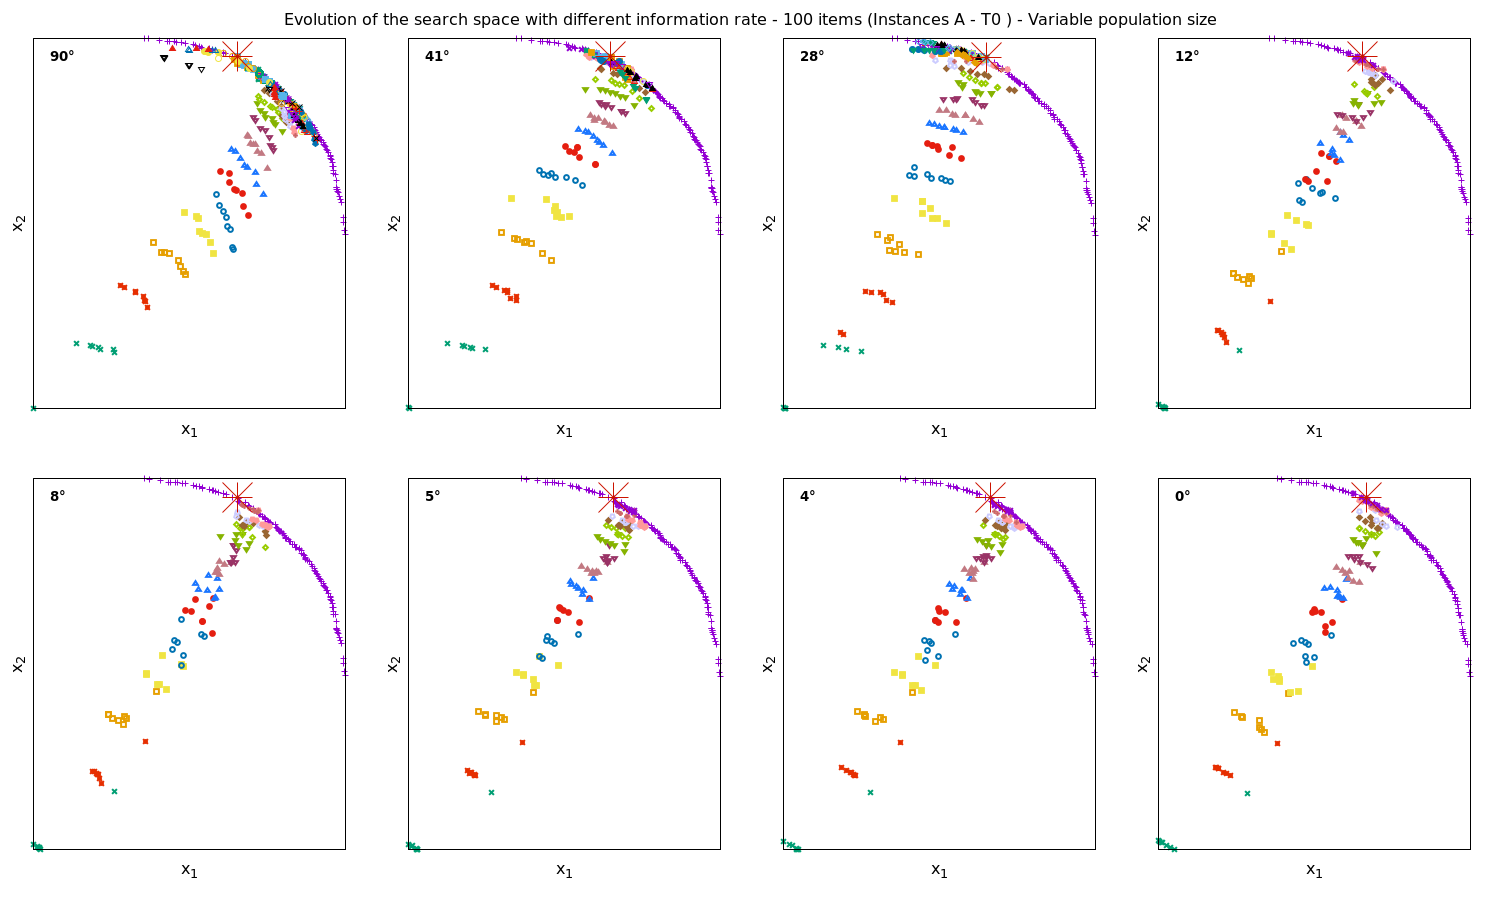 Evolution of the search space with different information rate - 100 items (Instances A - T0 ) - Variable population size
90° 41° 28° 12°
x2 x2 x2 x2
x1 x1 x1 x1
8° 5° 4° 0°
x2 x2 x2 x2
x1 x1 x1 x1